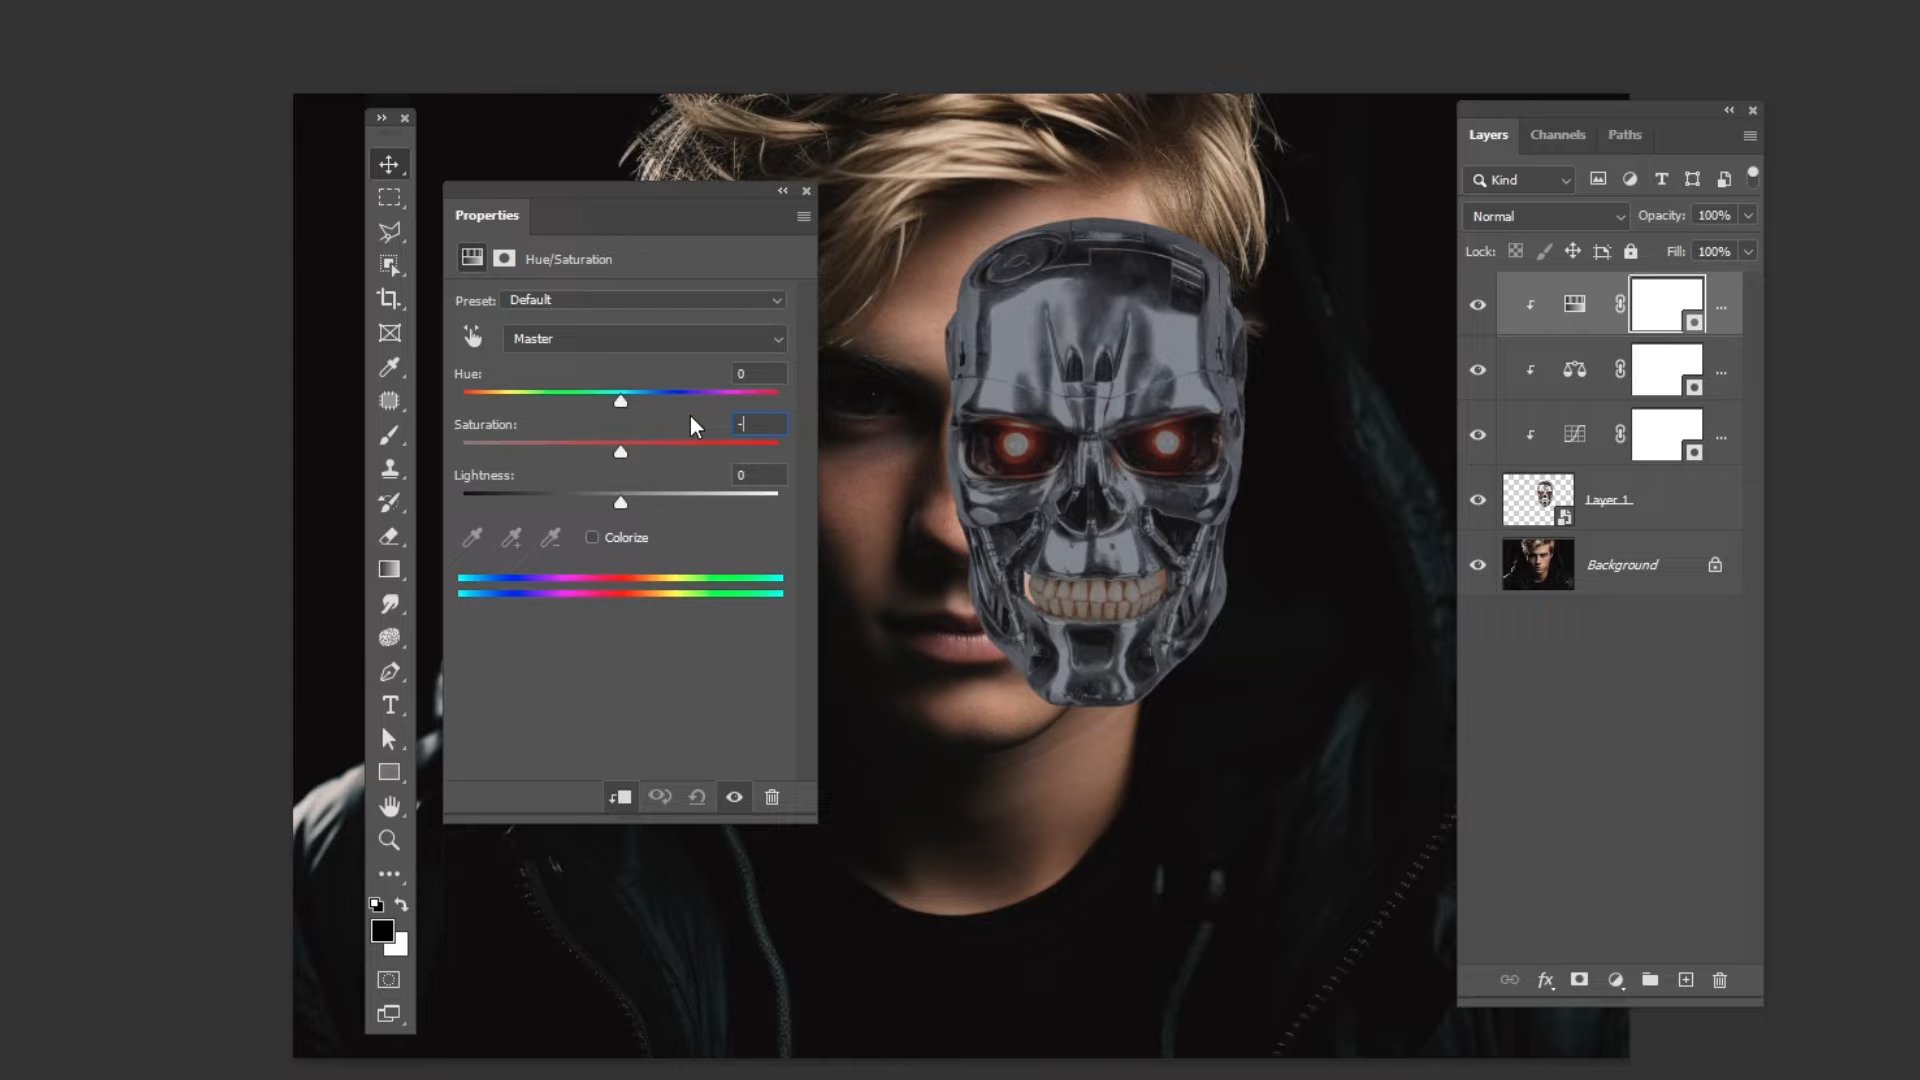 Properties
Hue/Saturation
Preset: Default
Master
Hue: 0
Saturation: -
Lightness: 0
Colorize
Layers Channels Paths
Kind
Normal Opacity: 100%
Lock: Fill: 100%
...
...
...
Layer 1
Background
fx